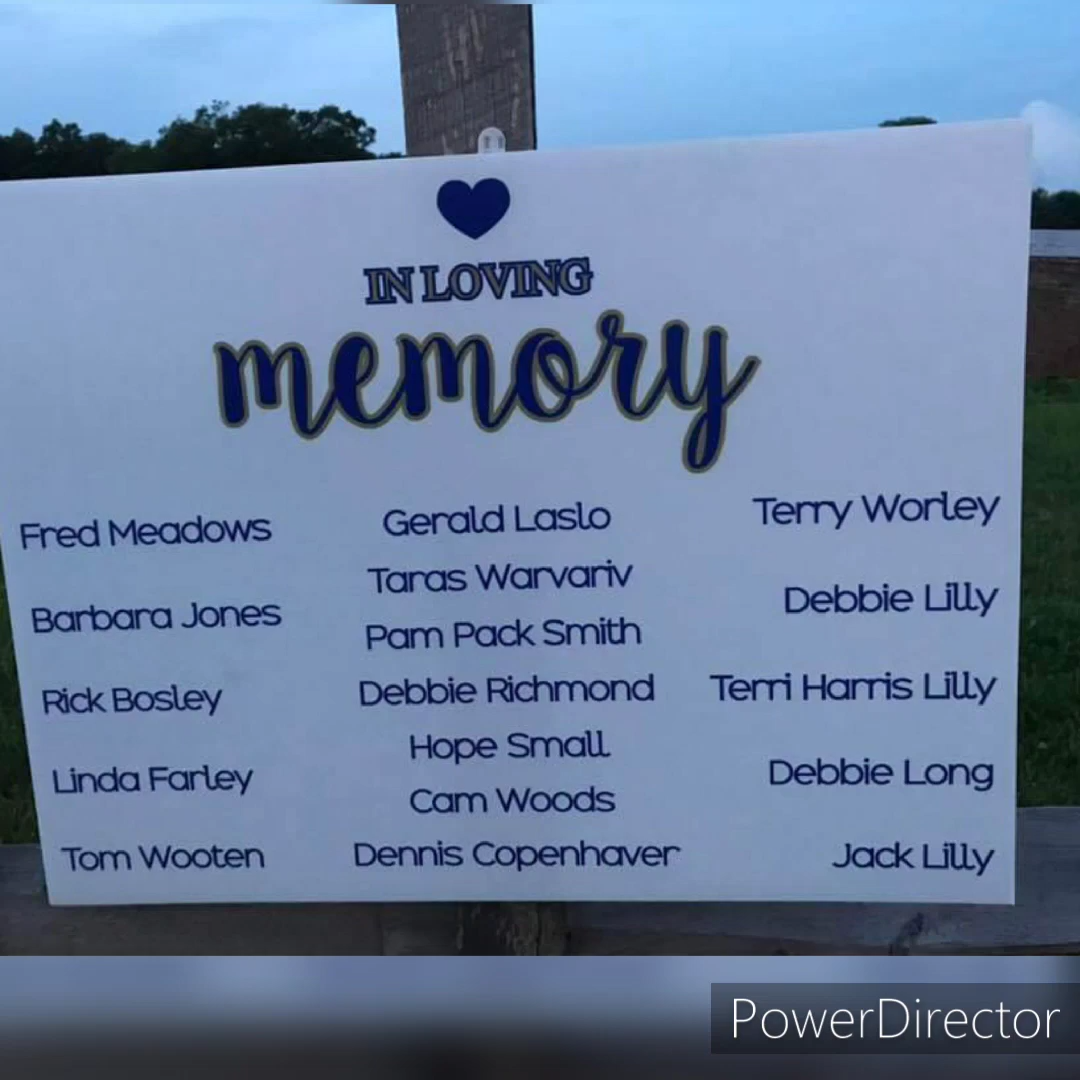 IN LOVING
memory
Fred Meadows
Barbara Jones
Rick Bosley
Linda Farley
Tom Wooten
Gerald Laslo
Taras Warvariv
Pam Pack Smith
Debbie Richmond
Hope Small
Cam Woods
Dennis Copenhaver
Terry Worley
Debbie Lilly
Terri Harris Lilly
Debbie Long
Jack Lilly
PowerDirector